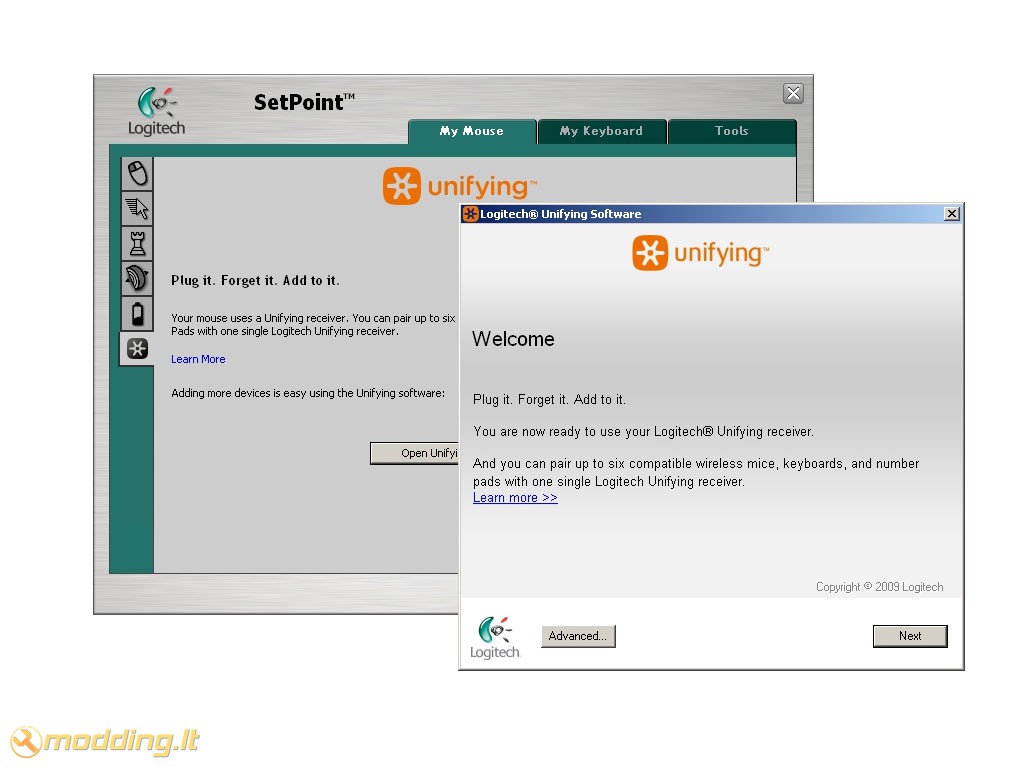 Logitech
SetPoint™
My Mouse
My Keyboard
Tools
unifying™
Plug it. Forget it. Add to it.
Your mouse uses a Unifying receiver. You can pair up to six
Pads with one single Logitech Unifying receiver.
Learn More
Adding more devices is easy using the Unifying software:
Open Unifyi
Logitech® Unifying Software
unifying™
Welcome
Plug it. Forget it. Add to it.
You are now ready to use your Logitech® Unifying receiver.
And you can pair up to six compatible wireless mice, keyboards, and number
pads with one single Logitech Unifying receiver.
Learn more >>
Copyright © 2009 Logitech
Logitech
Advanced...
Next
modding.lt